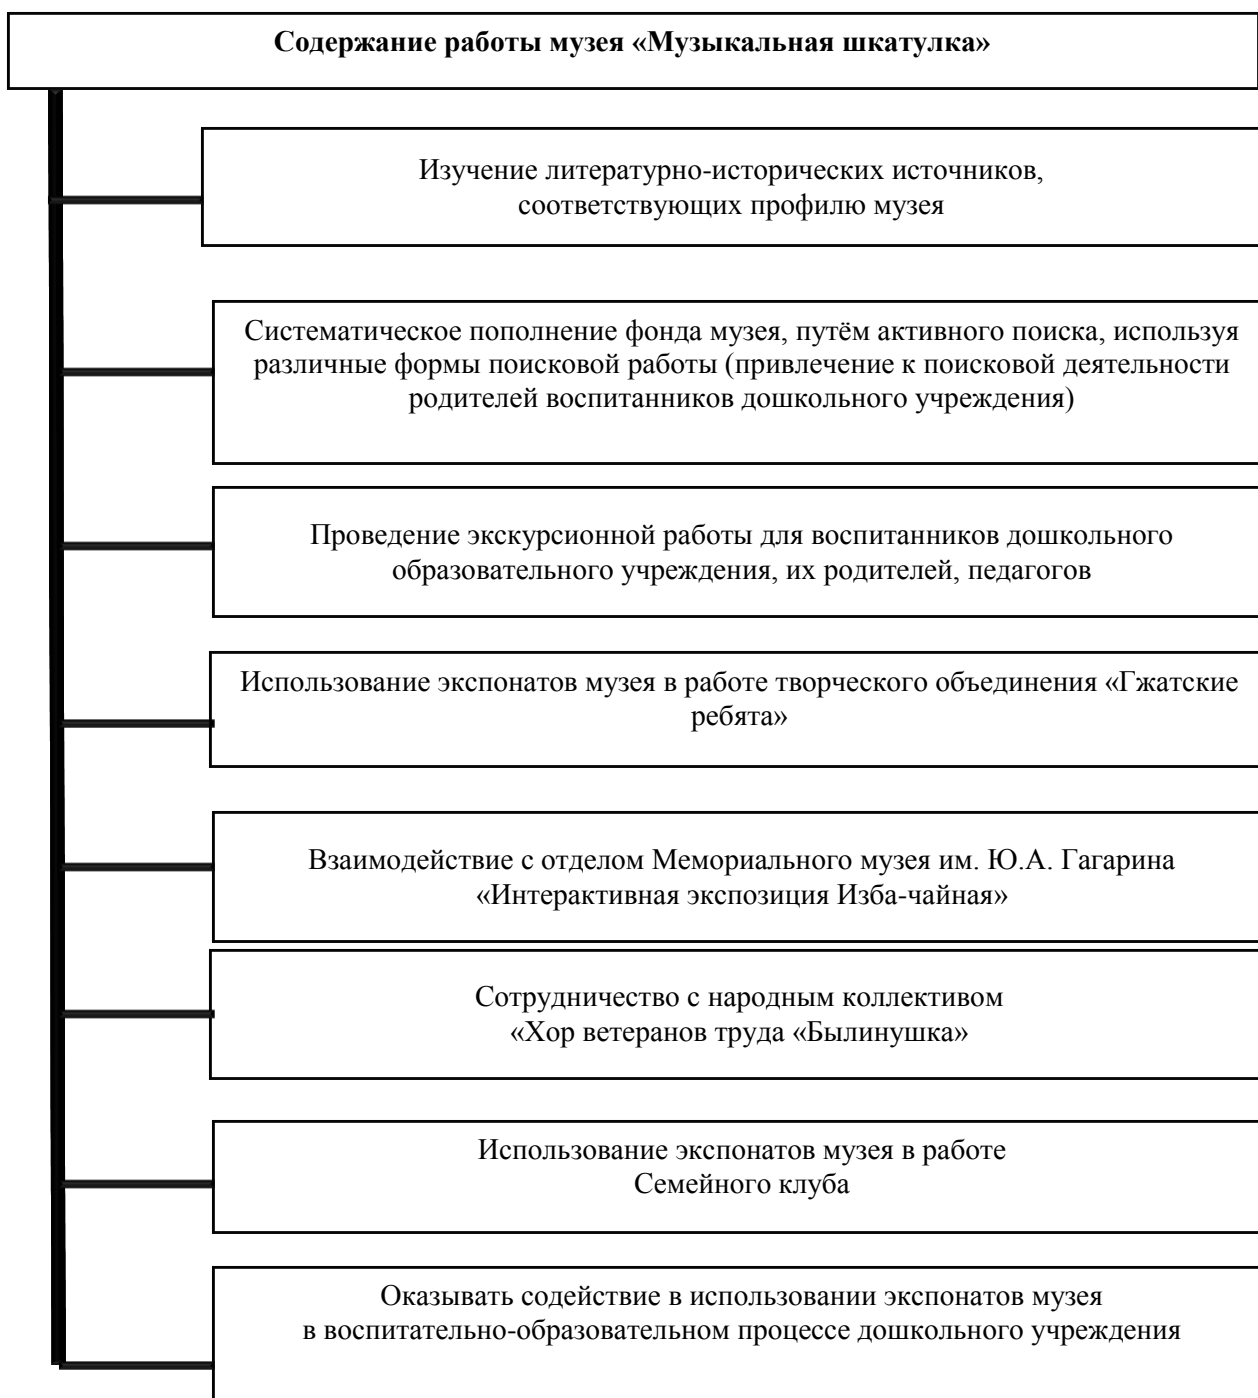 Содержание работы музея «Музыкальная шкатулка»
Изучение литературно-исторических источников,
соответствующих профилю музея
Систематическое пополнение фонда музея, путём активного поиска, используя
различные формы поисковой работы (привлечение к поисковой деятельности
родителей воспитанников дошкольного учреждения)
Проведение экскурсионной работы для воспитанников дошкольного
образовательного учреждения, их родителей, педагогов
Использование экспонатов музея в работе творческого объединения «Гжатские
ребята»
Взаимодействие с отделом Мемориального музея им. Ю.А. Гагарина
«Интерактивная экспозиция Изба-чайная»
Сотрудничество с народным коллективом
«Хор ветеранов труда «Былинушка»
Использование экспонатов музея в работе
Семейного клуба
Оказывать содействие в использовании экспонатов музея
в воспитательно-образовательном процессе дошкольного учреждения